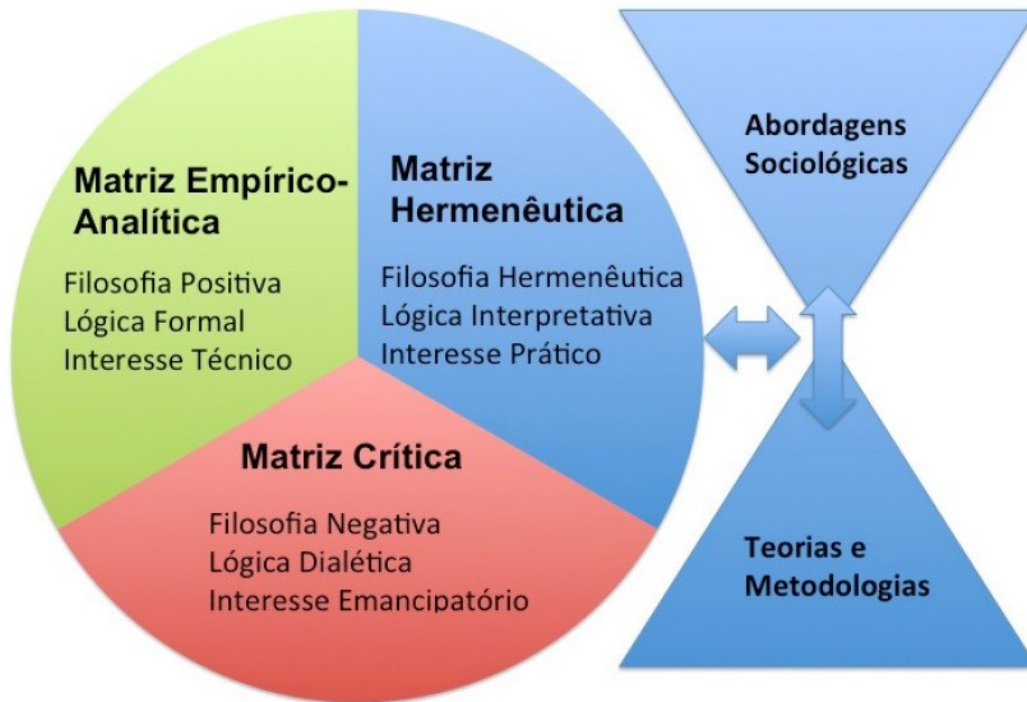 Matriz Empírico-
Analítica
Filosofia Positiva
Lógica Formal
Interesse Técnico
Matriz
Hermenêutica
Filosofia Hermenêutica
Lógica Interpretativa
Interesse Prático
Matriz Crítica
Filosofia Negativa
Lógica Dialética
Interesse Emancipatório
Abordagens
Sociológicas
Teorias e
Metodologias